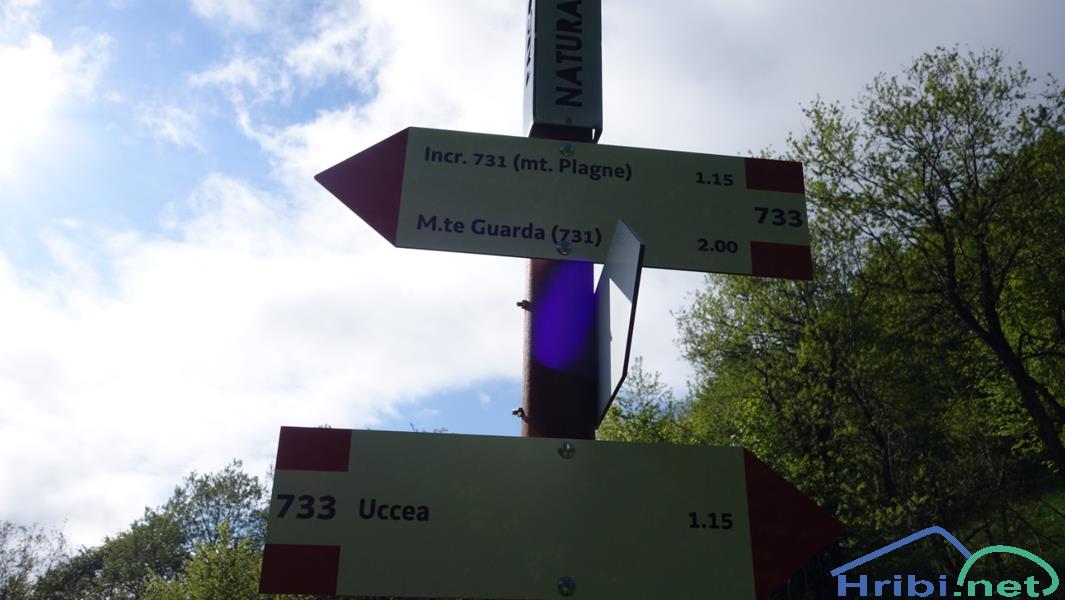 NATURA
Incr. 731 (mt. Plagne) 1.15
733
M.te Guarda (731) 2.00
733 Uccea 1.15
Hribi.net